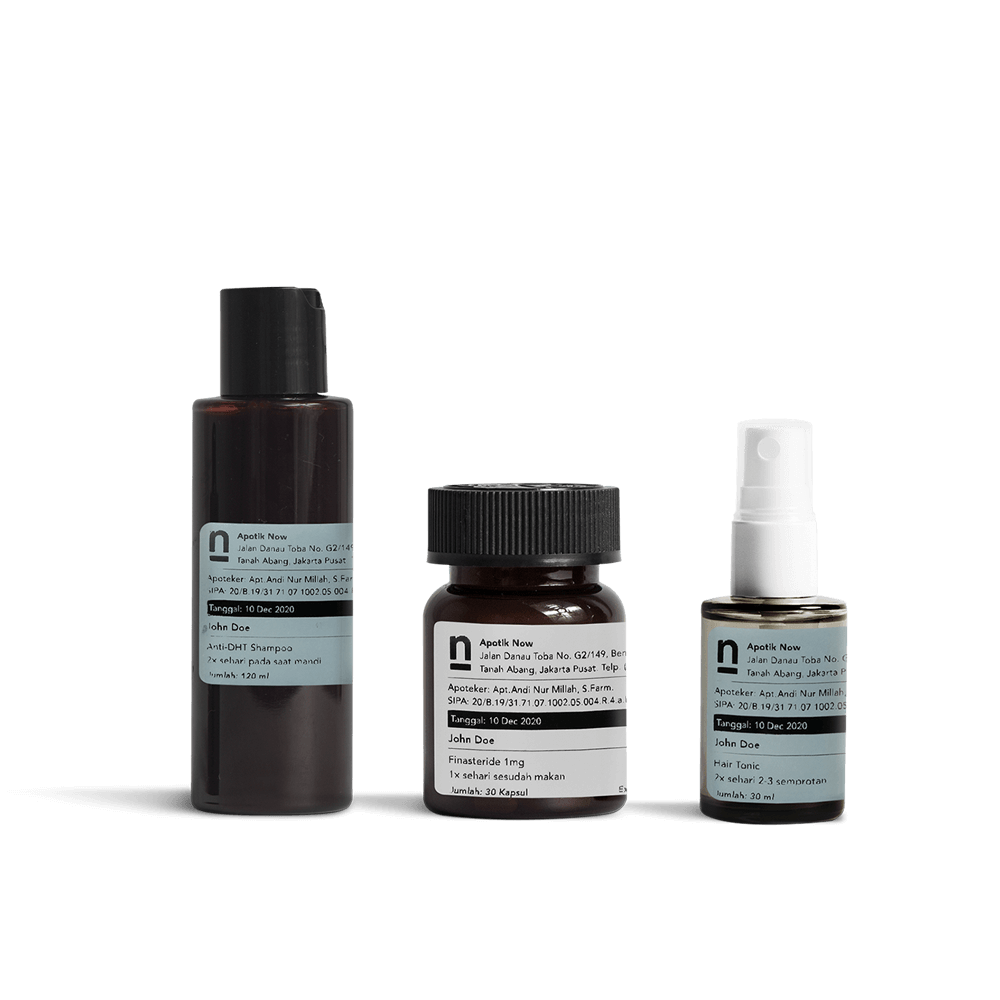 n
Apotik Now
Jalan Danau Toba No. G2/149
Tanah Abang, Jakarta Pusat.
Apoteker: Apt.Andi Nur Millah, S.Farm
SIPA: 20/B.19/31.71.07.1002.05.004.
Tanggal: 10 Dec 2020
John Doe
Anti-DHT Shampoo
2x sehari pada saat mandi
Jumlah: 120 ml
n
Apotik Now
Jalan Danau Toba No. G2/149, Ben
Tanah Abang, Jakarta Pusat. Telp.
Apoteker: Apt.Andi Nur Millah, S.Farm.
SIPA: 20/B.19/31.71.07.1002.05.004.R.4.a.
Tanggal: 10 Dec 2020
John Doe
Finasteride 1mg
1x sehari sesudah makan
Jumlah: 30 Kapsul
n
Apotik Now
Jalan Danau Toba No.
Tanah Abang, Jakarta
Apoteker: Apt.Andi Nur Millah,
SIPA: 20/B.19/31.71.07.1002.05
Tanggal: 10 Dec 2020
John Doe
Hair Tonic
2x sehari 2-3 semprotan
Jumlah: 30 ml